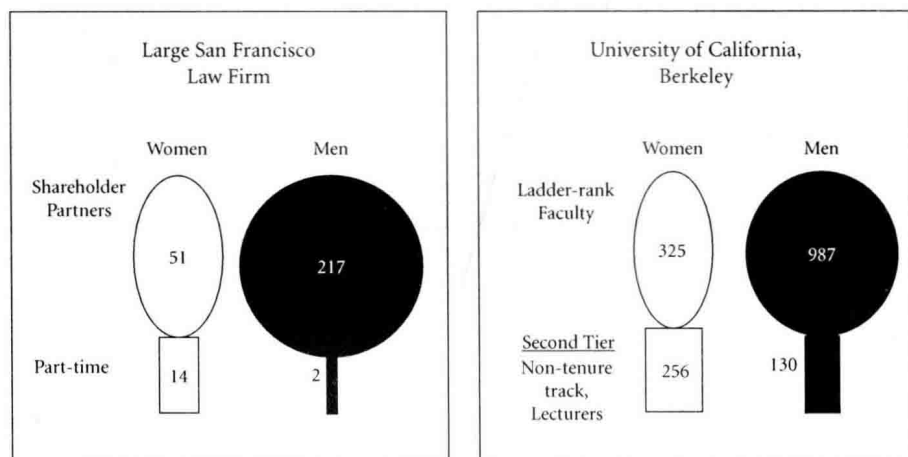 Large San Francisco
Law Firm
Women
Men
Shareholder
Partners
51
217
Part-time
14
2
University of California,
Berkeley
Women
Men
Ladder-rank
Faculty
325
987
Second Tier
Non-tenure
track,
Lecturers
256
130